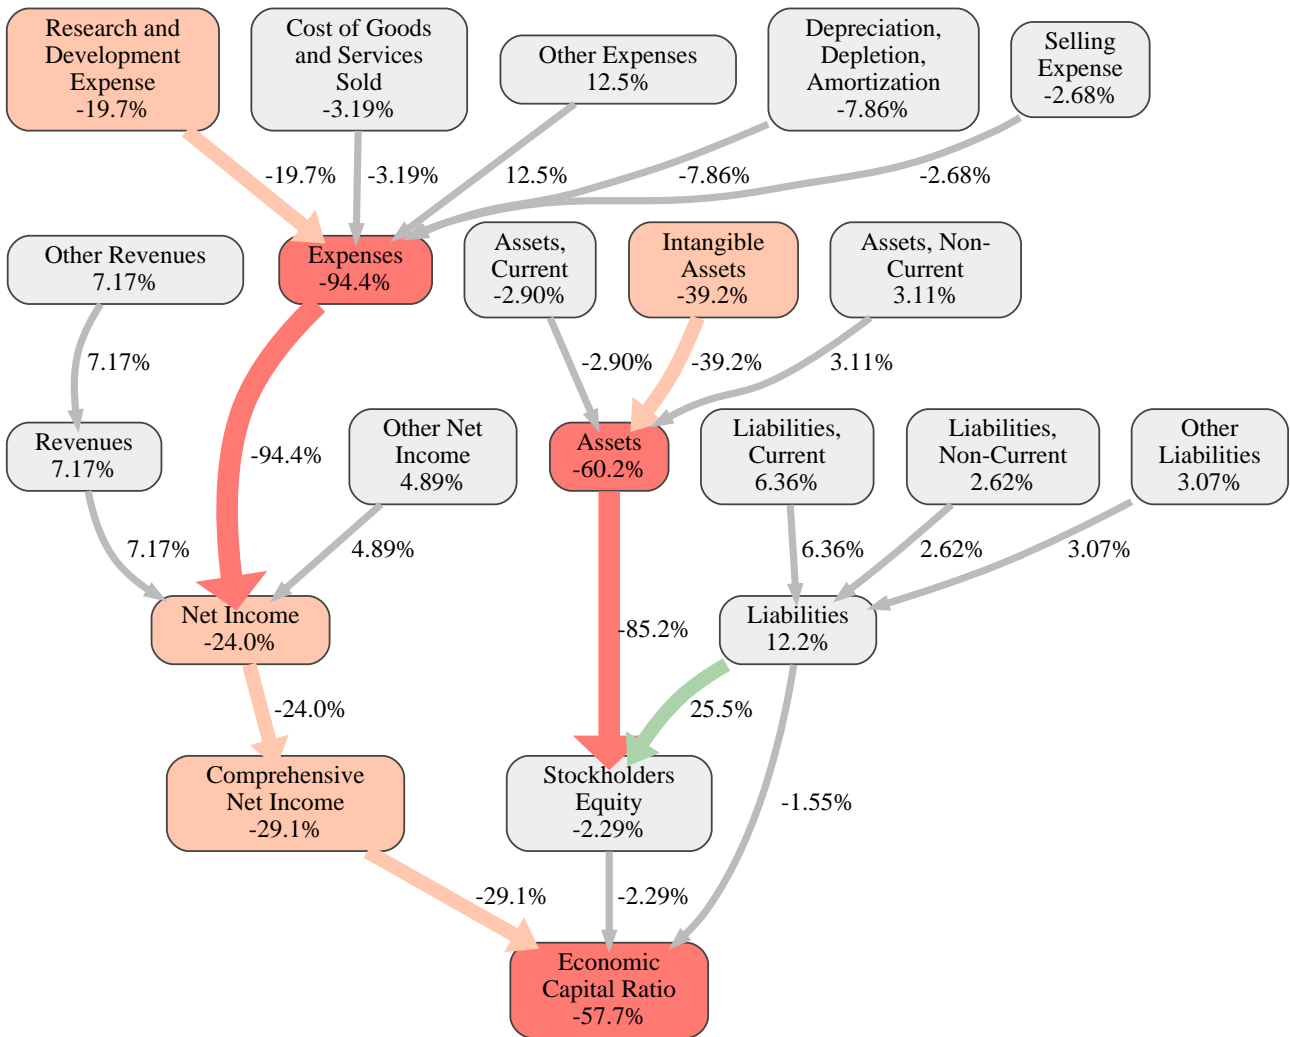 Research and
Development
Expense
-19.7%
Cost of Goods
and Services
Sold
-3.19%
Other Expenses
12.5%
Depreciation,
Depletion,
Amortization
-7.86%
Selling
Expense
-2.68%
-19.7%
-3.19%
12.5%
-7.86%
-2.68%
Other Revenues
7.17%
Expenses
-94.4%
Assets,
Current
-2.90%
Intangible
Assets
-39.2%
Assets, Non-
Current
3.11%
7.17%
-2.90%
-39.2%
3.11%
Revenues
7.17%
-94.4%
Other Net
Income
4.89%
Assets
-60.2%
Liabilities,
Current
6.36%
Liabilities,
Non-Current
2.62%
Other
Liabilities
3.07%
7.17%
4.89%
6.36%
2.62%
3.07%
Net Income
-24.0%
-85.2%
Liabilities
12.2%
-24.0%
25.5%
Comprehensive
Net Income
-29.1%
Stockholders
Equity
-2.29%
-1.55%
-29.1%
-2.29%
Economic
Capital Ratio
-57.7%